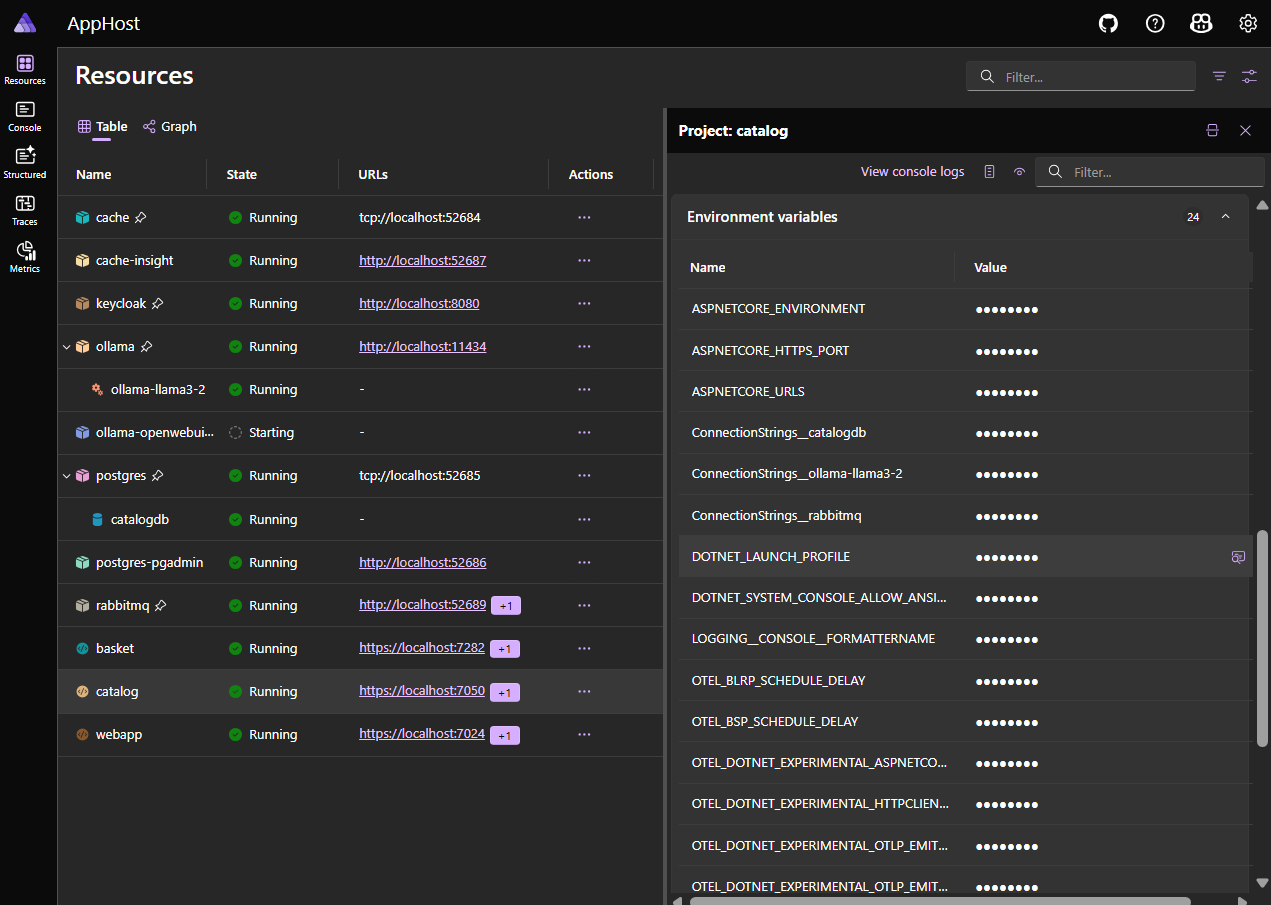 AppHost
Resources
Console
Structured
Traces
Metrics
Resources
Filter...
Table Graph
Name State URLs Actions
cache Running tcp://localhost:52684 ...
cache-insight Running http://localhost:52687 ...
keycloak Running http://localhost:8080 ...
ollama Running http://localhost:11434 ...
ollama-llama3-2 Running - ...
ollama-openwebui... Starting - ...
postgres Running tcp://localhost:52685 ...
catalogdb Running - ...
postgres-pgadmin Running http://localhost:52686 ...
rabbitmq Running http://localhost:52689 +1 ...
basket Running https://localhost:7282 +1 ...
catalog Running https://localhost:7050 +1 ...
webapp Running https://localhost:7024 +1 ...
Project: catalog
View console logs Filter...
Environment variables 24
Name Value
ASPNETCORE_ENVIRONMENT ●●●●●●●●
ASPNETCORE_HTTPS_PORT ●●●●●●●●
ASPNETCORE_URLS ●●●●●●●●
ConnectionStrings__catalogdb ●●●●●●●●
ConnectionStrings__ollama-llama3-2 ●●●●●●●●
ConnectionStrings__rabbitmq ●●●●●●●●
DOTNET_LAUNCH_PROFILE ●●●●●●●●
DOTNET_SYSTEM_CONSOLE_ALLOW_ANSI... ●●●●●●●●
LOGGING__CONSOLE__FORMATTERNAME ●●●●●●●●
OTEL_BLRP_SCHEDULE_DELAY ●●●●●●●●
OTEL_BSP_SCHEDULE_DELAY ●●●●●●●●
OTEL_DOTNET_EXPERIMENTAL_ASPNETCO... ●●●●●●●●
OTEL_DOTNET_EXPERIMENTAL_HTTPCLIEN... ●●●●●●●●
OTEL_DOTNET_EXPERIMENTAL_OTLP_EMIT... ●●●●●●●●
OTEL_DOTNET_EXPERIMENTAL_OTLP_EMIT... ●●●●●●●●